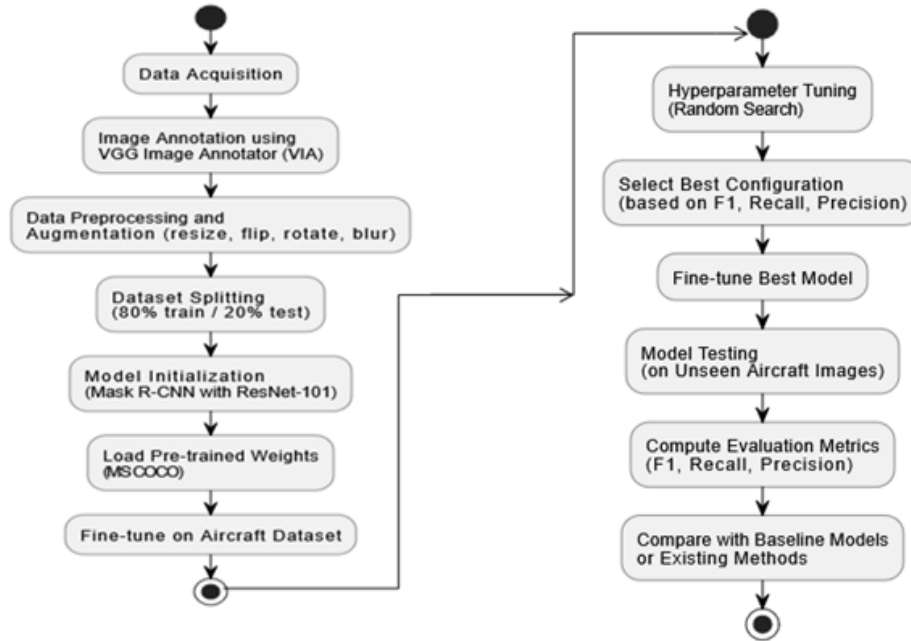 Data Acquisition
Image Annotation using
VGG Image Annotator (VIA)
Data Preprocessing and
Augmentation (resize, flip, rotate, blur)
Dataset Splitting
(80% train / 20% test)
Model Initialization
(Mask R-CNN with ResNet-101)
Load Pre-trained Weights
(MSCOCO)
Fine-tune on Aircraft Dataset
Hyperparameter Tuning
(Random Search)
Select Best Configuration
(based on F1, Recall, Precision)
Fine-tune Best Model
Model Testing
(on Unseen Aircraft Images)
Compute Evaluation Metrics
(F1, Recall, Precision)
Compare with Baseline Models
or Existing Methods